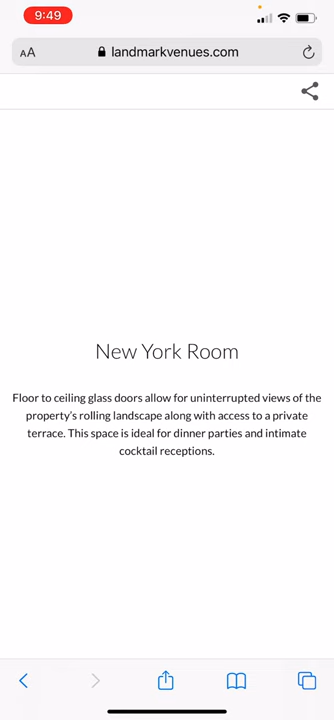 9:49
AA landmarkvenues.com
New York Room
Floor to ceiling glass doors allow for uninterrupted views of the
property's rolling landscape along with access to a private
terrace. This space is ideal for dinner parties and intimate
cocktail receptions.